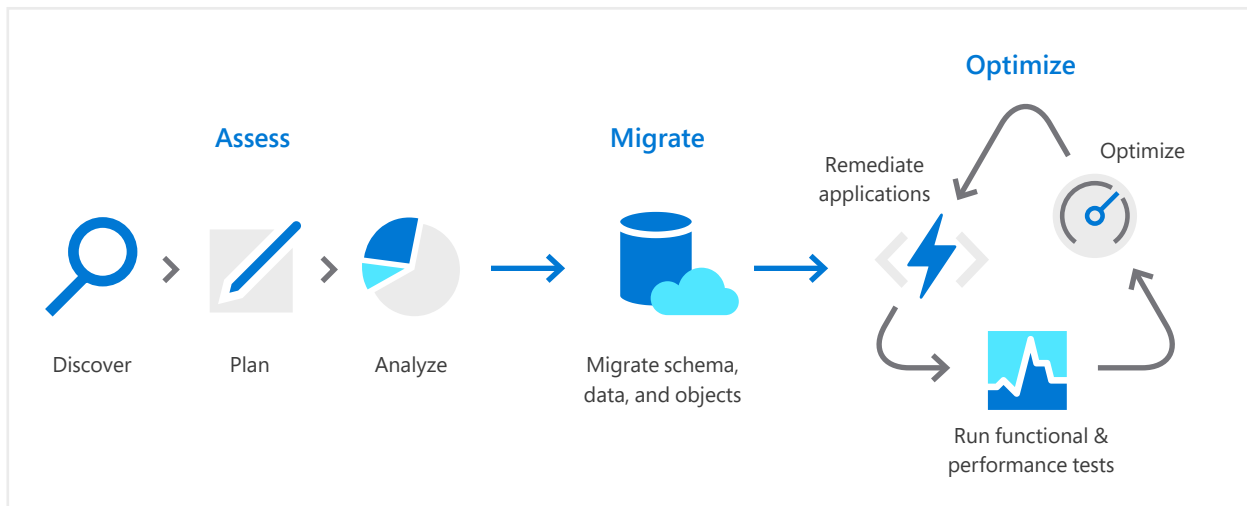 Assess
Discover
Plan
Analyze
Migrate
Migrate schema,
data, and objects
Optimize
Remediate
applications
Run functional &
performance tests
Optimize